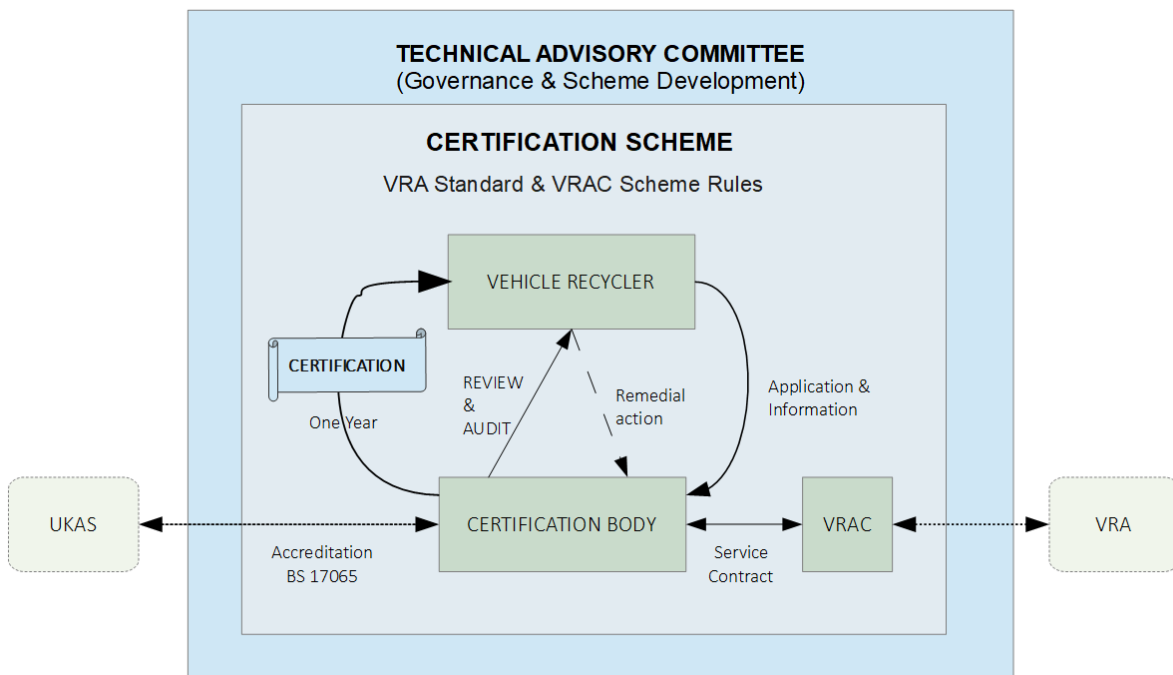 TECHNICAL ADVISORY COMMITTEE
(Governance & Scheme Development)
CERTIFICATION SCHEME
VRA Standard & VRAC Scheme Rules
VEHICLE RECYCLER
CERTIFICATION
One Year
REVIEW
&
AUDIT
Remedial
action
Application &
Information
UKAS
Accreditation
BS 17065
CERTIFICATION BODY
Service
Contract
VRAC
VRA